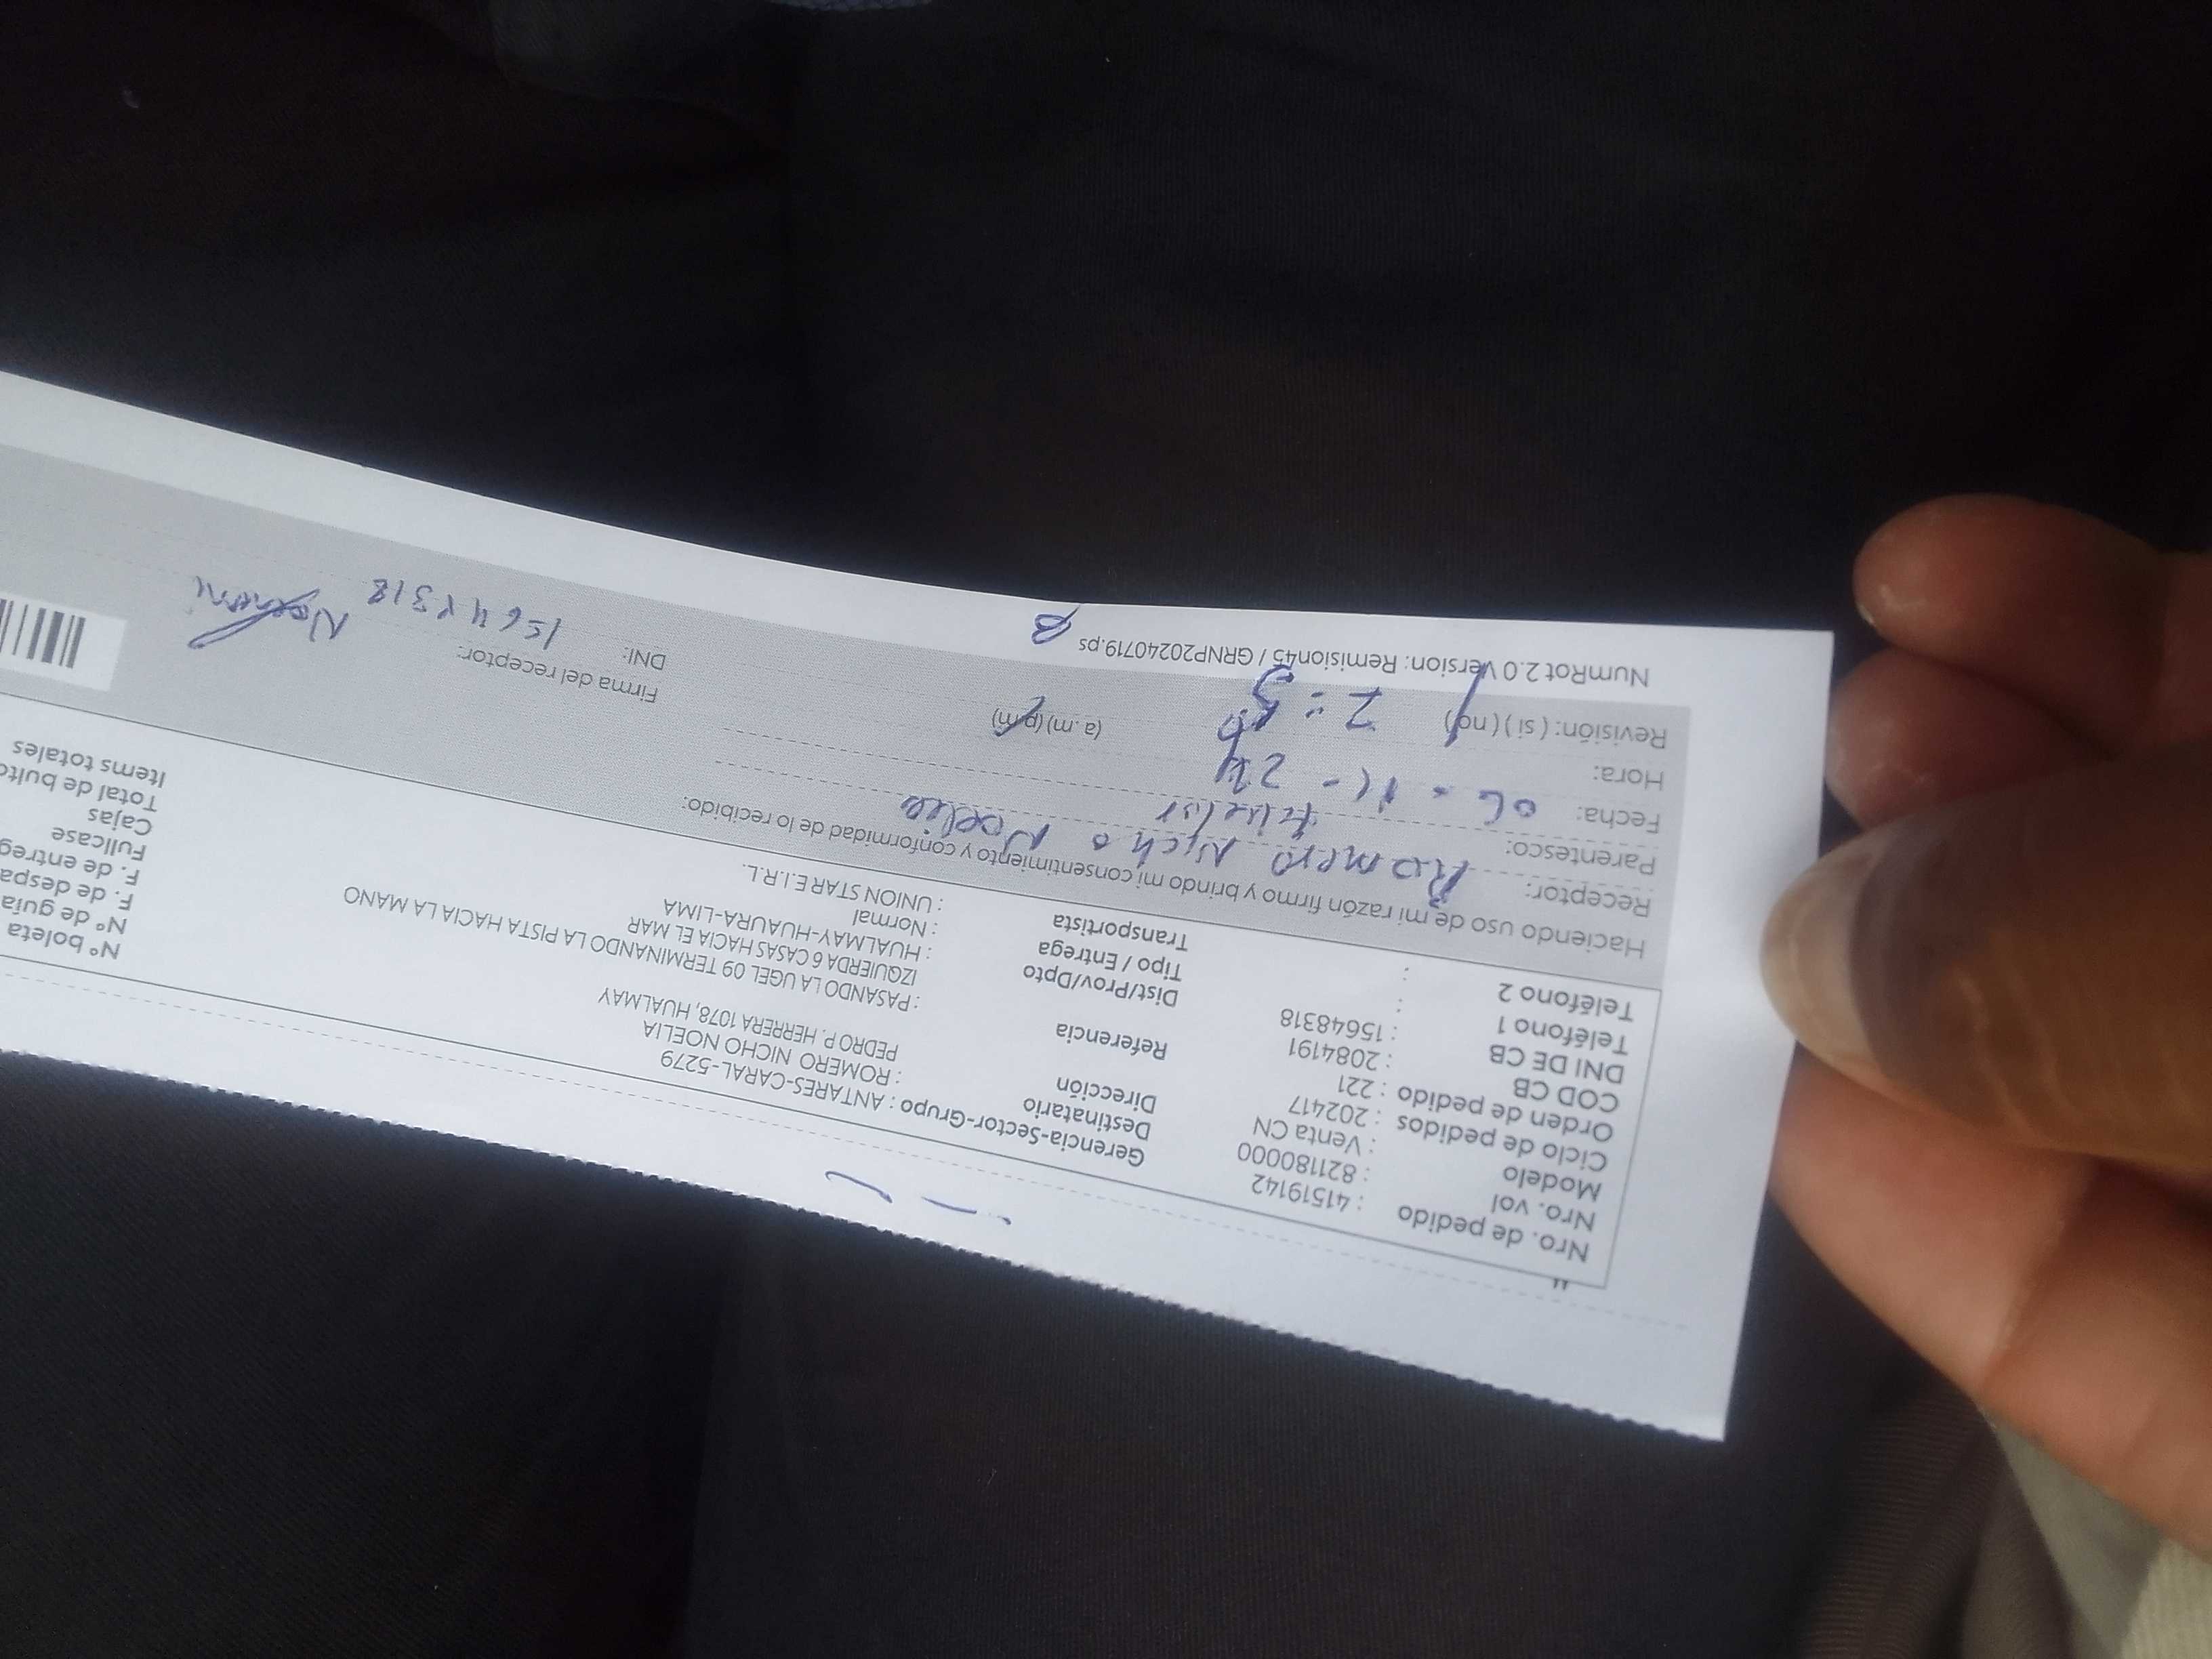 Nro. de pedido : 41519142
Nro. vol : 821180000
Modelo : Venta CN
Ciclo de pedidos : 202417
Orden de pedido : 221
COD CB : 2084191
DNI DE CB : 15648318
Teléfono 1 :
Teléfono 2 :
Gerencia-Sector-Grupo : ANTARES-CARAL-5279
Destinatario : ROMERO NICHO NOELIA
Dirección PEDRO P. HERRERA 1078, HUALMAY
Referencia : PASANDO LA UGEL 09 TERMINANDO LA PISTA HACIA LA MANO
IZQUIERDA 6 CASAS HACIA EL MAR
Dist/Prov/Dpto : HUALMAY-HUAURA-LIMA
Tipo / Entrega : Normal
Transportista : UNION STAR E.I.R.L.
N° boleta
N° de guía
F. de despa
F. de entreg
Fullcase
Cajas
Total de bulto
Items totales
Haciendo uso de mi razón firmo y brindo mi consentimiento y conformidad de lo recibido:
Receptor: Romero Nicho Noelia
Parentesco: titular
Fecha: 06 - 11 - 24
Hora: 2:50 (a.m) (p.m)
Revisión: ( si ) ( no )
Firma del receptor:
DNI: 15648318
NumRot 2.0 Version: Remision45 / GRNP20240719.ps